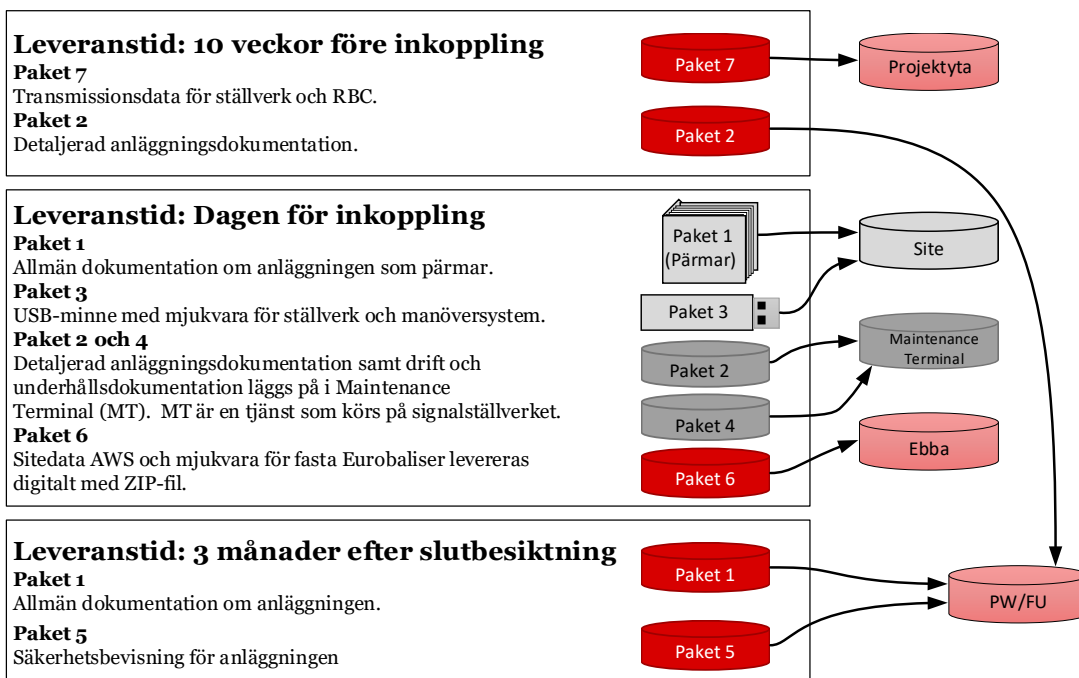 Leveranstid: 10 veckor före inkoppling
Paket 7
Transmissionsdata för ställverk och RBC.
Paket 2
Detaljerad anläggningsdokumentation.
Paket 7
Projektyta
Paket 2
Leveranstid: Dagen för inkoppling
Paket 1
Allmän dokumentation om anläggningen som pärmar.
Paket 3
USB-minne med mjukvara för ställverk och manöversystem.
Paket 2 och 4
Detaljerad anläggningsdokumentation samt drift och
underhållsdokumentation läggs på i Maintenance
Terminal (MT).  MT är en tjänst som körs på signalställverket.
Paket 6
Sitedata AWS och mjukvara för fasta Eurobaliser levereras
digitalt med ZIP-fil.
Paket 1
(Pärmar)
Site
Paket 3
Paket 2
Maintenance
Terminal
Paket 4
Ebba
Paket 6
Leveranstid: 3 månader efter slutbesiktning
Paket 1
Allmän dokumentation om anläggningen.
Paket 5
Säkerhetsbevisning för anläggningen
Paket 1
PW/FU
Paket 5